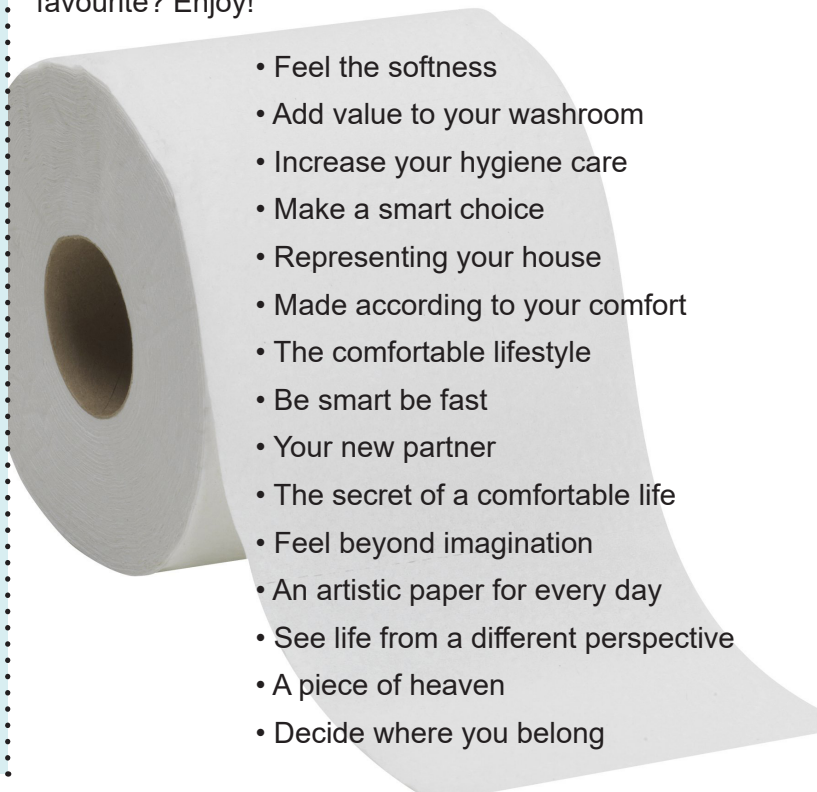 favourite? Enjoy!
• Feel the softness
• Add value to your washroom
• Increase your hygiene care
• Make a smart choice
• Representing your house
• Made according to your comfort
• The comfortable lifestyle
• Be smart be fast
• Your new partner
• The secret of a comfortable life
• Feel beyond imagination
• An artistic paper for every day
• See life from a different perspective
• A piece of heaven
• Decide where you belong